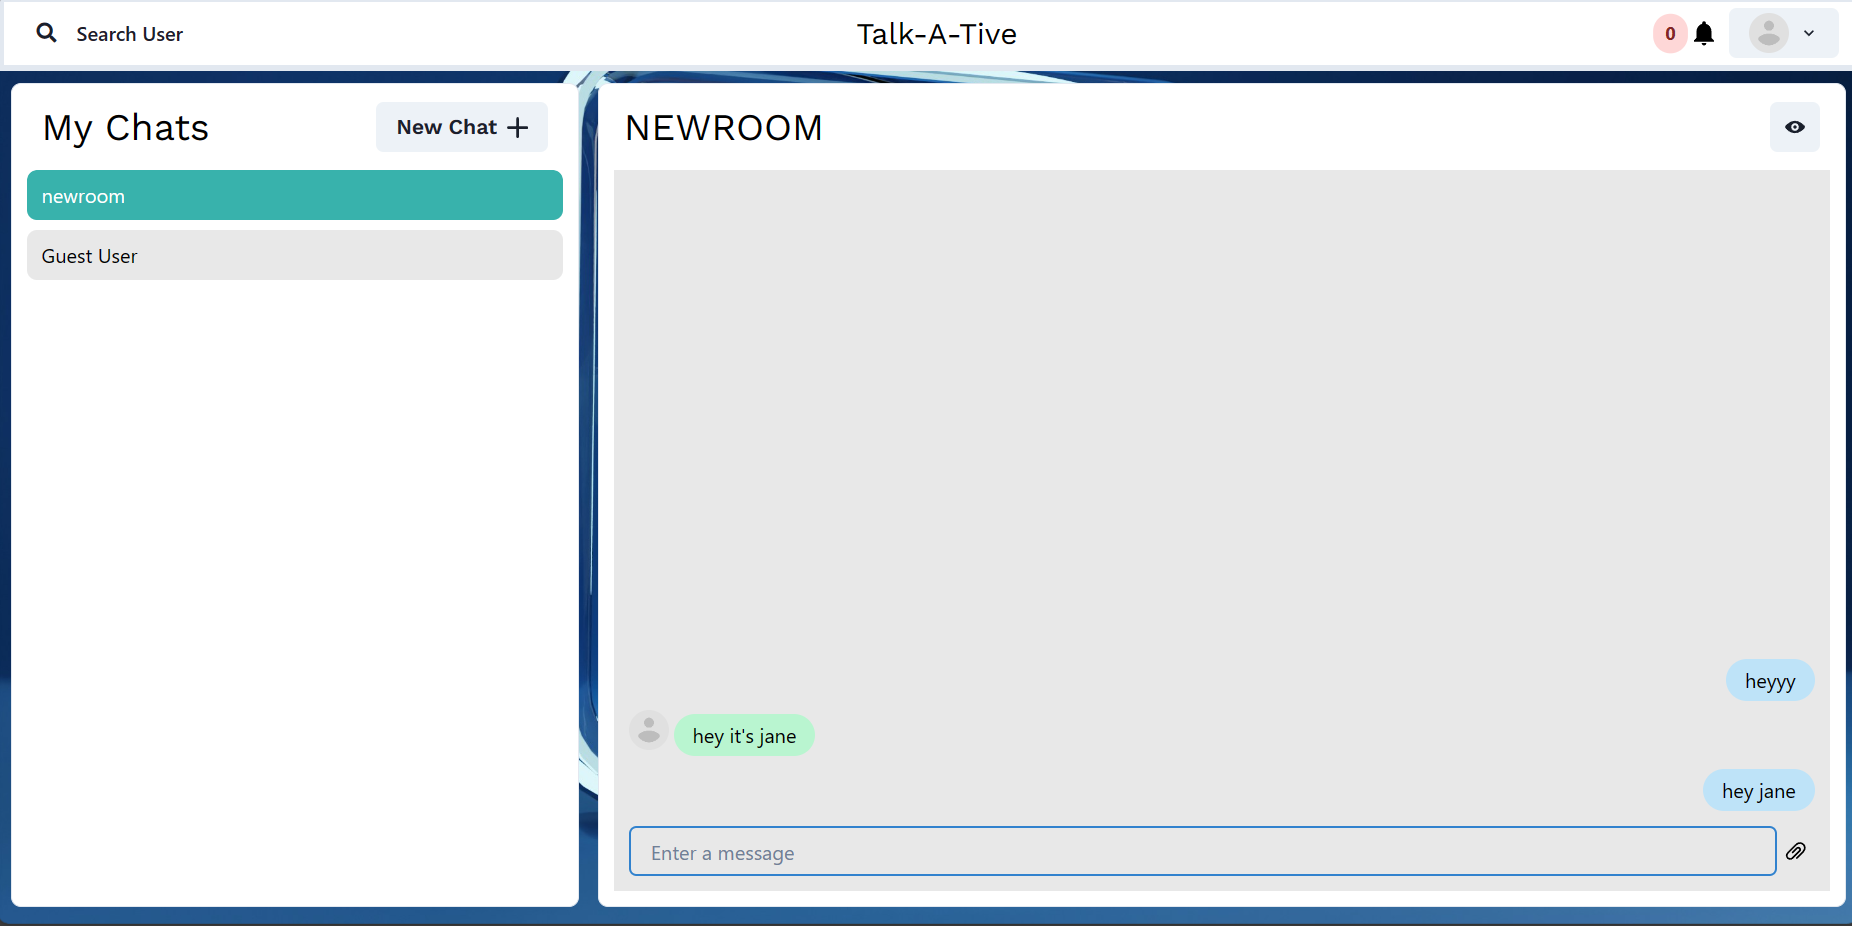 Search User
Talk-A-Tive
0
My Chats
New Chat
newroom
Guest User
NEWROOM
heyyy
hey it's jane
hey jane
Enter a message